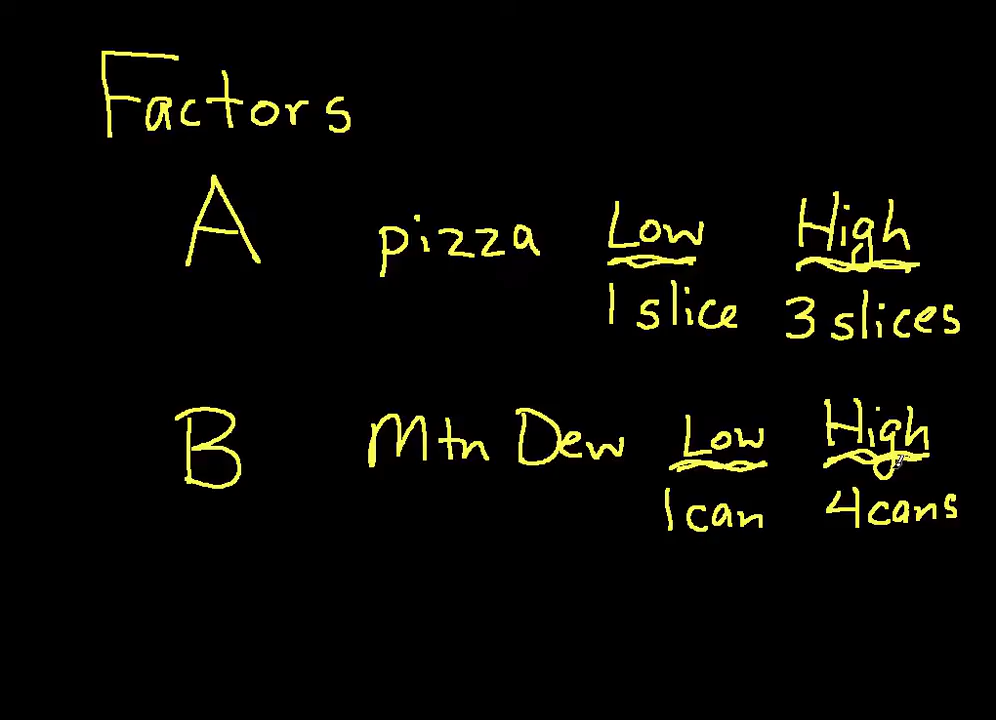 Factors
A pizza Low High
1 slice 3 slices
B Mtn Dew Low High
1 can 4 cans